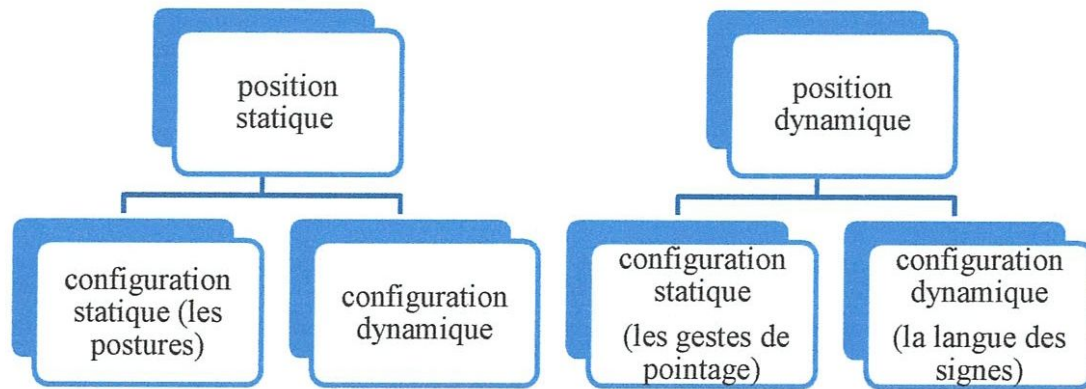 position
statique
position
dynamique
configuration
statique (les
postures)
configuration
dynamique
configuration
statique
(les gestes de
pointage)
configuration
dynamique
(la langue des
signes)